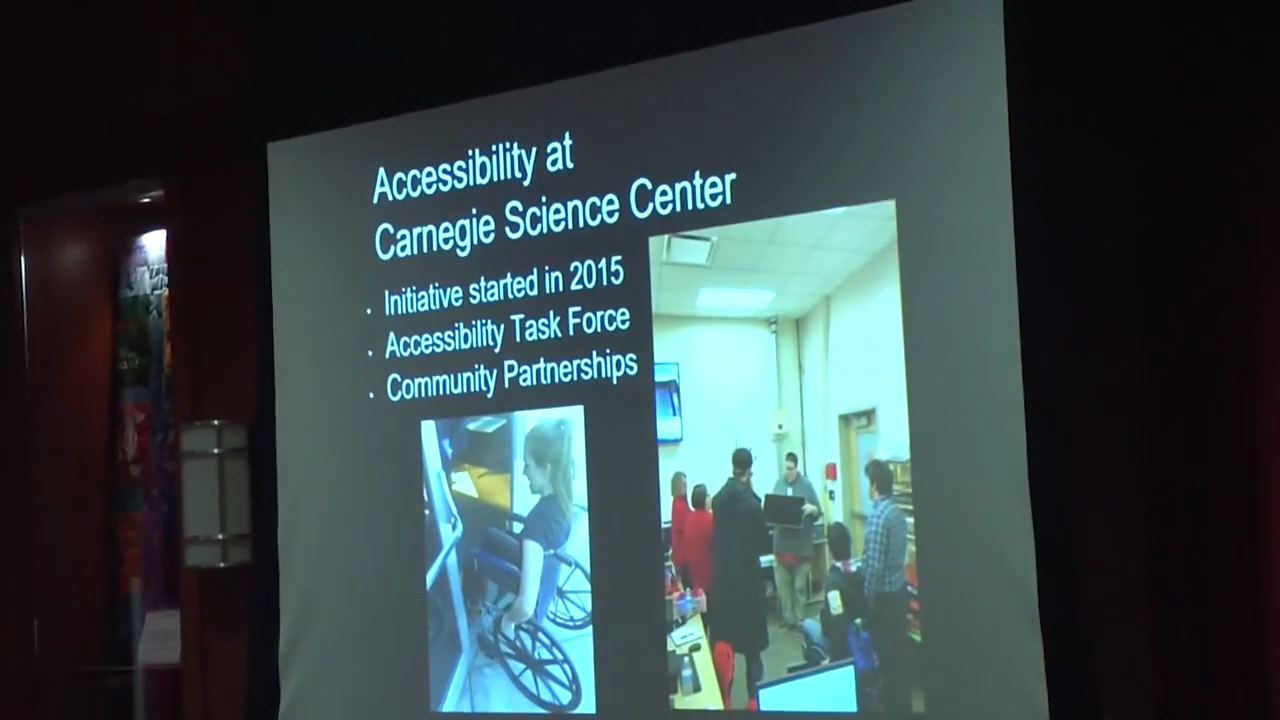 Accessibility at
Carnegie Science Center
· Initiative started in 2015
· Accessibility Task Force
· Community Partnerships